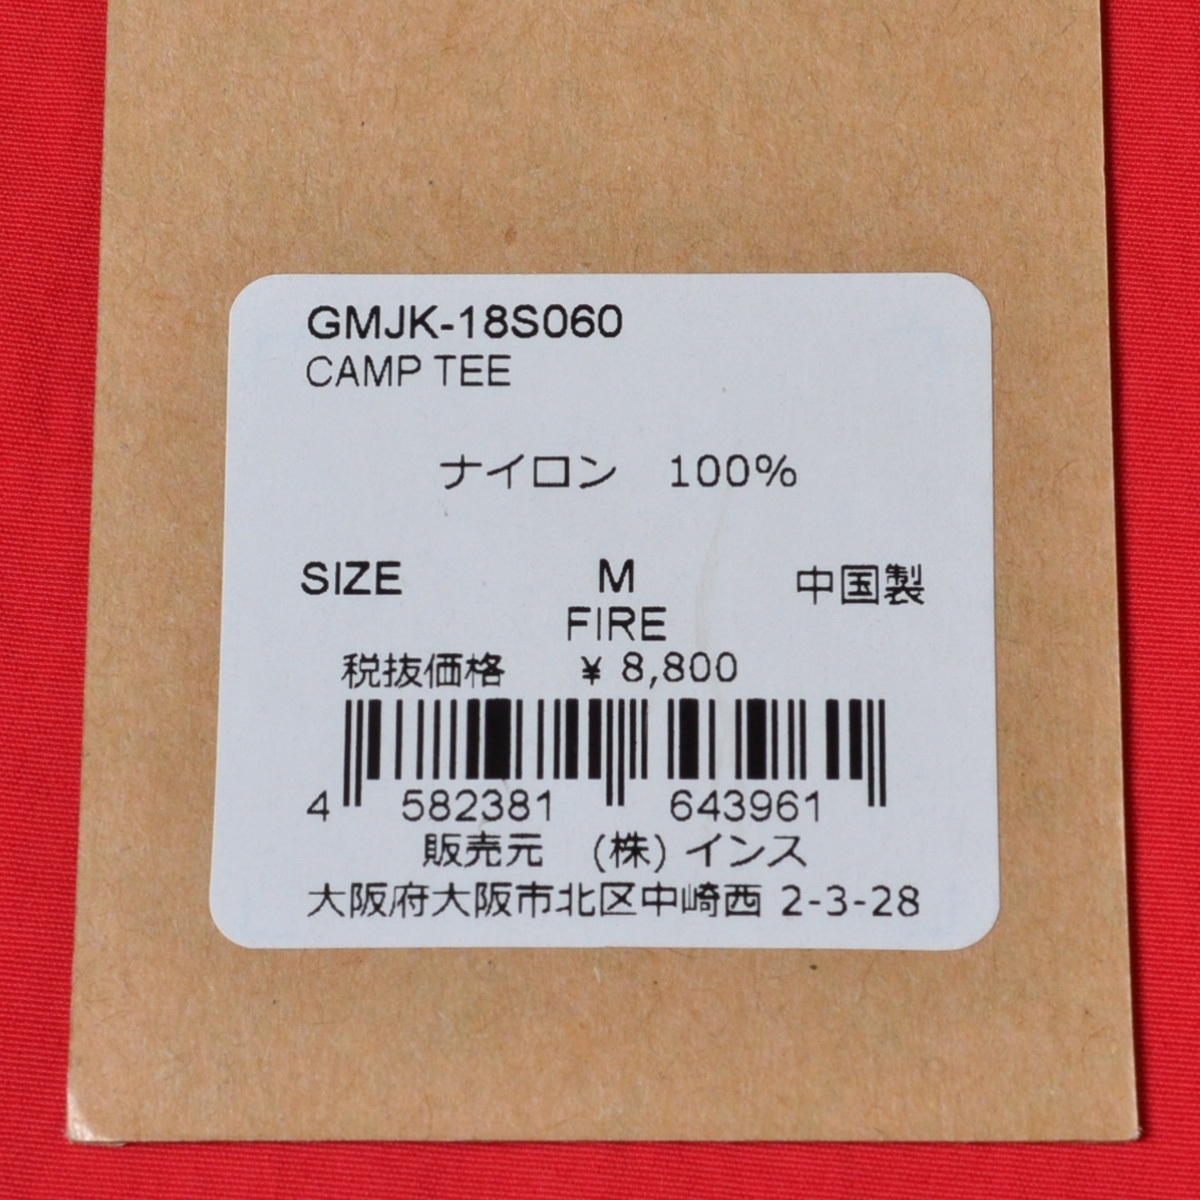 GMJK-18S060
CAMP TEE
ナイロン 100%
SIZE M 中国製
FIRE
税抜価格 ¥ 8,800
4 582381 643961
販売元 (株) インス
大阪府大阪市北区中崎西 2-3-28